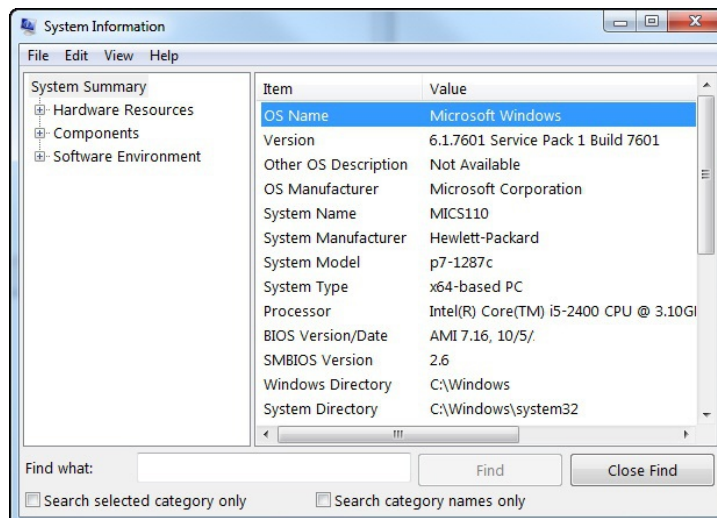 System Information
File Edit View Help
System Summary
Hardware Resources
Components
Software Environment
Item Value
OS Name Microsoft Windows
Version 6.1.7601 Service Pack 1 Build 7601
Other OS Description Not Available
OS Manufacturer Microsoft Corporation
System Name MICS110
System Manufacturer Hewlett-Packard
System Model p7-1287c
System Type x64-based PC
Processor Intel(R) Core(TM) i5-2400 CPU @ 3.10G
BIOS Version/Date AMI 7.16, 10/5/
SMBIOS Version 2.6
Windows Directory C:\Windows
System Directory C:\Windows\system32
Find what: Find Close Find
Search selected category only Search category names only